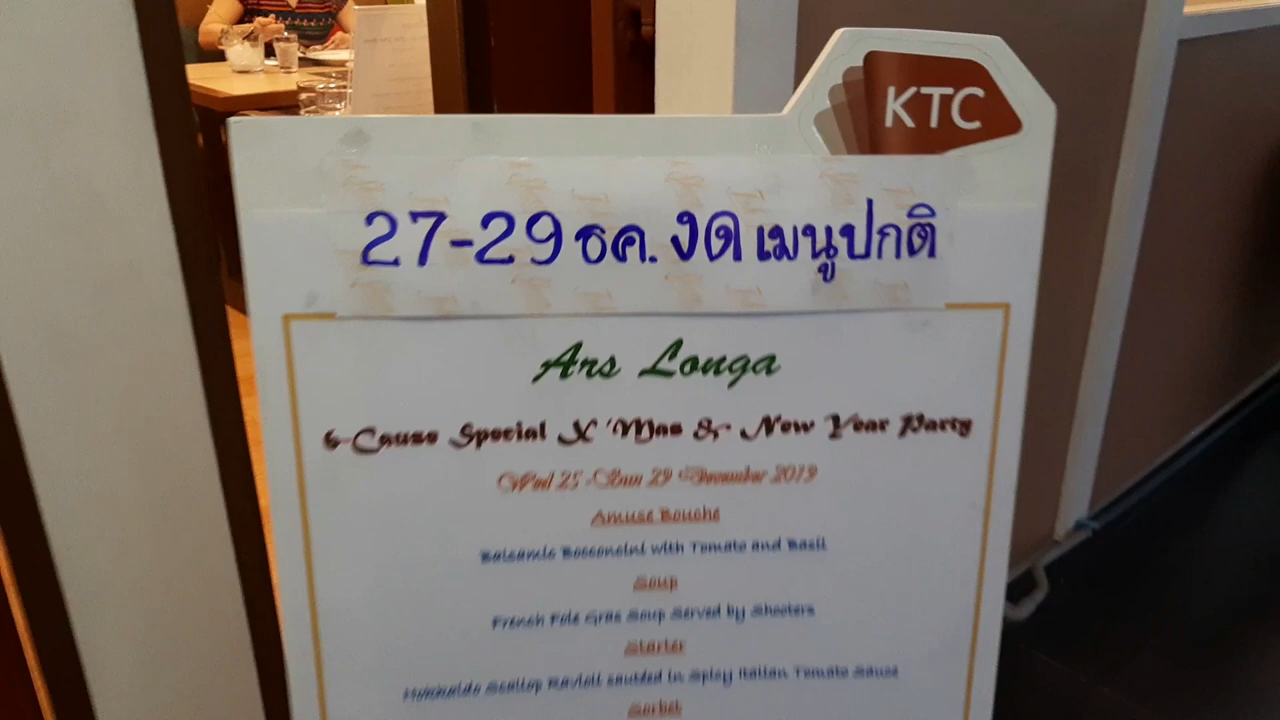 KTC
27-29 ธค. งดเมนูปกติ
Ars Longa
6-Cause Special X 'Mas & New Year Party
Wed 25 -Sun 29 December 2019
Amuse Bouche
Balsamic Bocconcini with Tomato and Basil
Soup
French Foie Gras Soup Served by Shooters
Starter
Hokkaido Scallop Ravioli sautéed in Spicy Italian Tomato Sauce
Sorbet